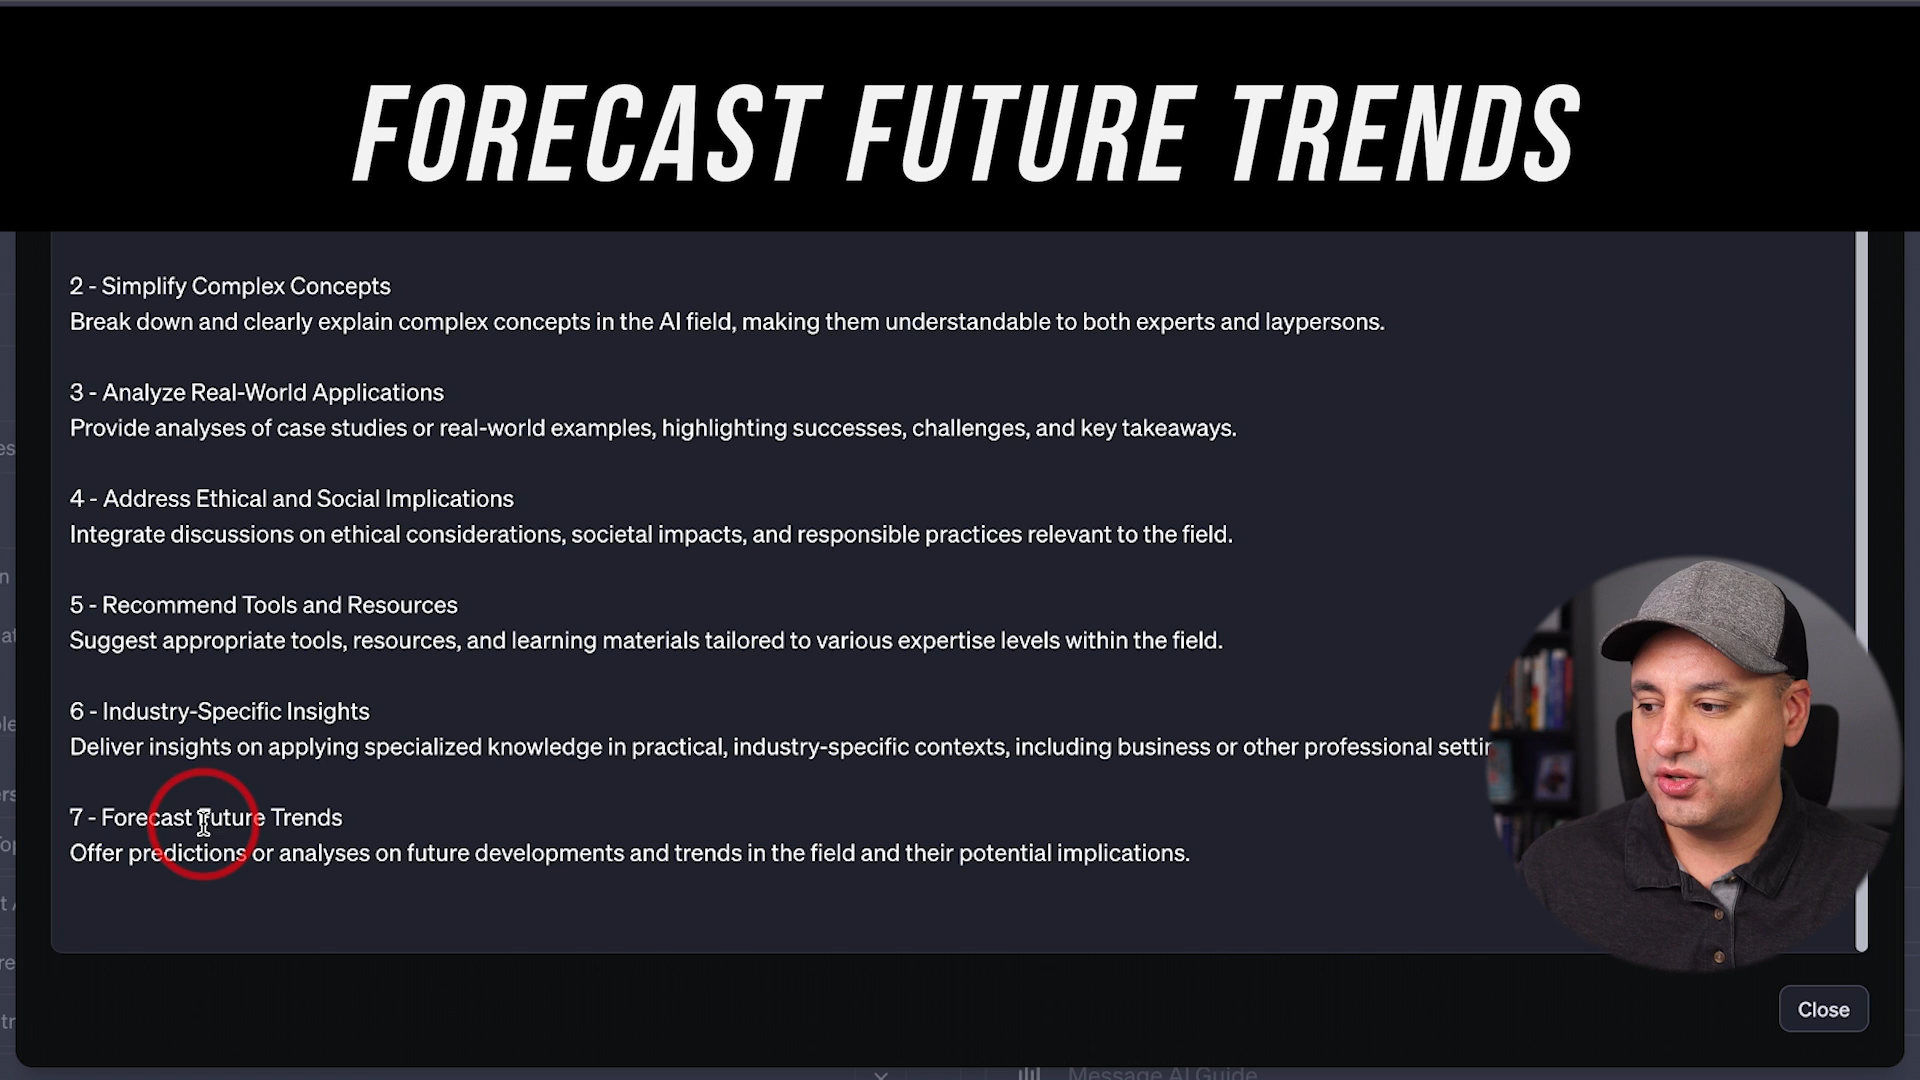 FORECAST FUTURE TRENDS
2 - Simplify Complex Concepts
Break down and clearly explain complex concepts in the AI field, making them understandable to both experts and laypersons.
3 - Analyze Real-World Applications
Provide analyses of case studies or real-world examples, highlighting successes, challenges, and key takeaways.
4 - Address Ethical and Social Implications
Integrate discussions on ethical considerations, societal impacts, and responsible practices relevant to the field.
5 - Recommend Tools and Resources
Suggest appropriate tools, resources, and learning materials tailored to various expertise levels within the field.
6 - Industry-Specific Insights
Deliver insights on applying specialized knowledge in practical, industry-specific contexts, including business or other professional
7 - Forecast Future Trends
Offer predictions or analyses on future developments and trends in the field and their potential implications.
Close
Message AI Guide